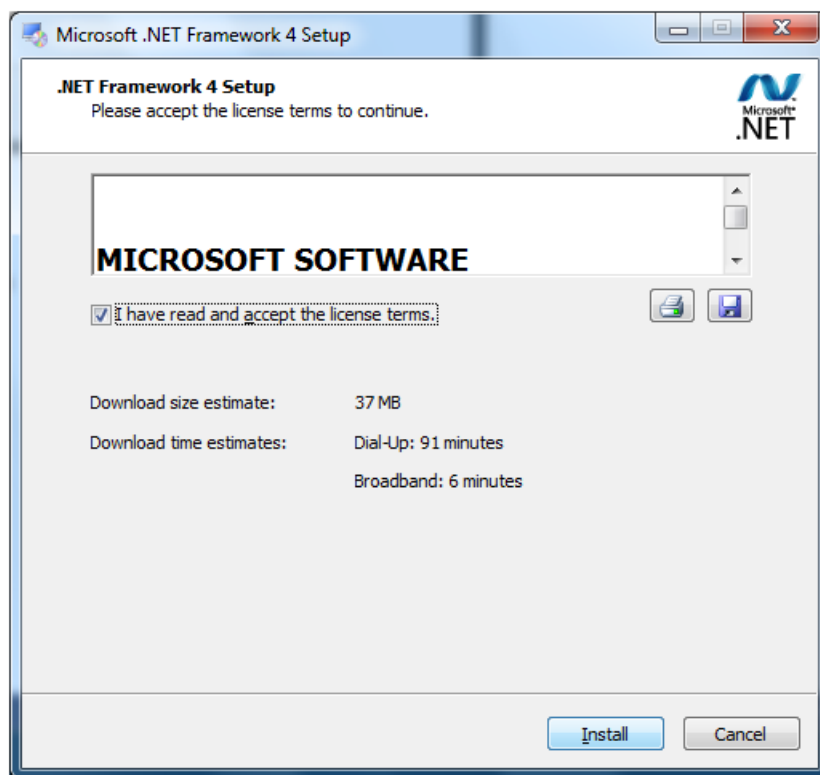 Microsoft .NET Framework 4 Setup
.NET Framework 4 Setup
Please accept the license terms to continue.
Microsoft
.NET
MICROSOFT SOFTWARE
I have read and accept the license terms.
Download size estimate: 37 MB
Download time estimates: Dial-Up: 91 minutes
Broadband: 6 minutes
Install Cancel